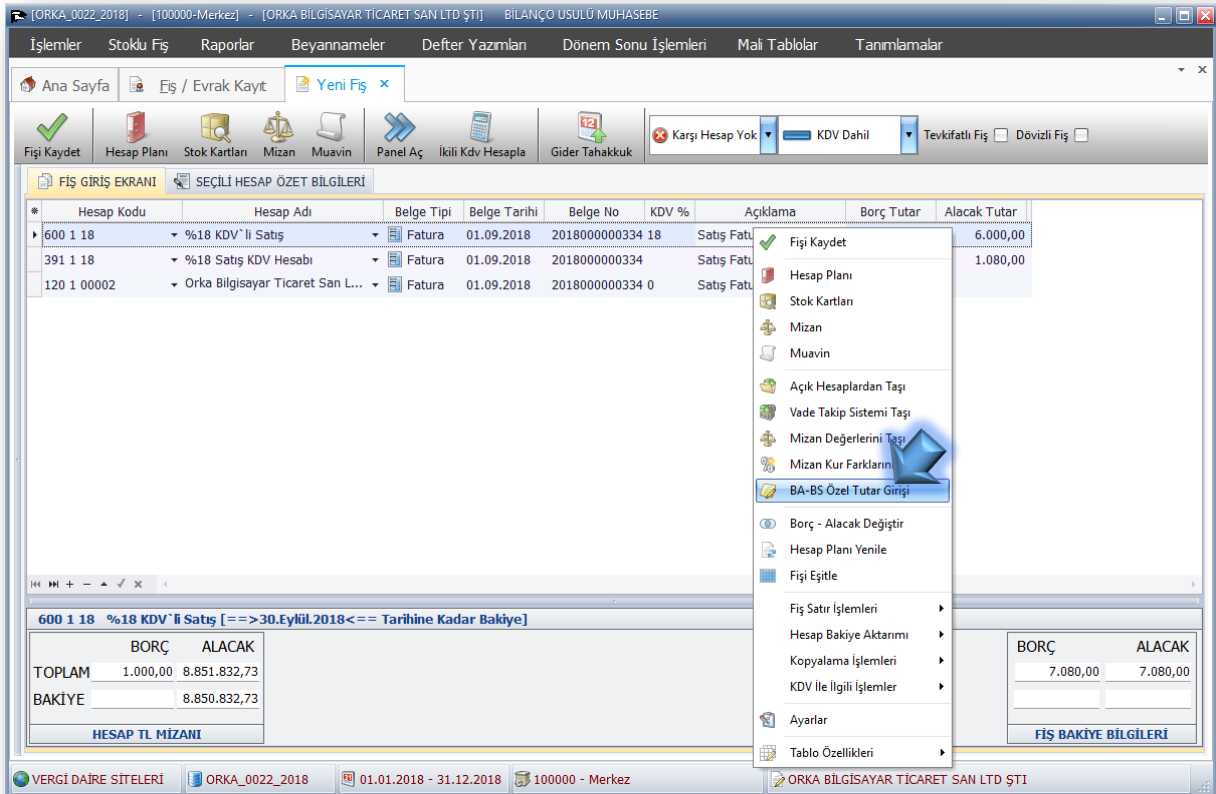 [ORKA_0022_2018] - [100000-Merkez] - [ORKA BİLGİSAYAR TİCARET SAN LTD ŞTI] BİLANÇO USULÜ MUHASEBE
İşlemler Stoklu Fiş Raporlar Beyannameler Defter Yazımları Dönem Sonu İşlemleri Mali Tablolar Tanımlamalar
Ana Sayfa Fiş / Evrak Kayıt Yeni Fiş
Fişi Kaydet Hesap Planı Stok Kartları Mizan Muavin Panel Aç İkili Kdv Hesapla Gider Tahakkuk Karşı Hesap Yok KDV Dahil Tevkifatlı Fiş Dövizli Fiş
FİŞ GİRİŞ EKRANI SEÇİLİ HESAP ÖZET BİLGİLERİ
Hesap Kodu Hesap Adı Belge Tipi Belge Tarihi Belge No KDV % Açıklama Borç Tutar Alacak Tutar
600 1 18 %18 KDV`li Satış Fatura 01.09.2018 2018000000334 18 Satış Fatu 6.000,00
391 1 18 %18 Satış KDV Hesabı Fatura 01.09.2018 2018000000334 Satış Fatu 1.080,00
120 1 00002 Orka Bilgisayar Ticaret San L... Fatura 01.09.2018 2018000000334 0 Satış Fatu
Fişi Kaydet
Hesap Planı
Stok Kartları
Mizan
Muavin
Açık Hesaplardan Taşı
Vade Takip Sistemi Taşı
Mizan Değerlerini Taşı
Mizan Kur Farkların
BA-BS Özel Tutar Girişi
Borç - Alacak Değiştir
Hesap Planı Yenile
Fişi Eşitle
Fiş Satır İşlemleri
Hesap Bakiye Aktarımı
Kopyalama İşlemleri
KDV İle İlgili İşlemler
Ayarlar
Tablo Özellikleri
600 1 18 %18 KDV`li Satış [==>30.Eylül.2018<== Tarihine Kadar Bakiye]
BORÇ ALACAK
TOPLAM 1.000,00 8.851.832,73
BAKİYE 8.850.832,73
HESAP TL MİZANI
BORÇ ALACAK
7.080,00 7.080,00
FİŞ BAKİYE BİLGİLERİ
VERGİ DAİRE SİTELERİ ORKA_0022_2018 01.01.2018 - 31.12.2018 100000 - Merkez ORKA BİLGİSAYAR TİCARET SAN LTD ŞTI